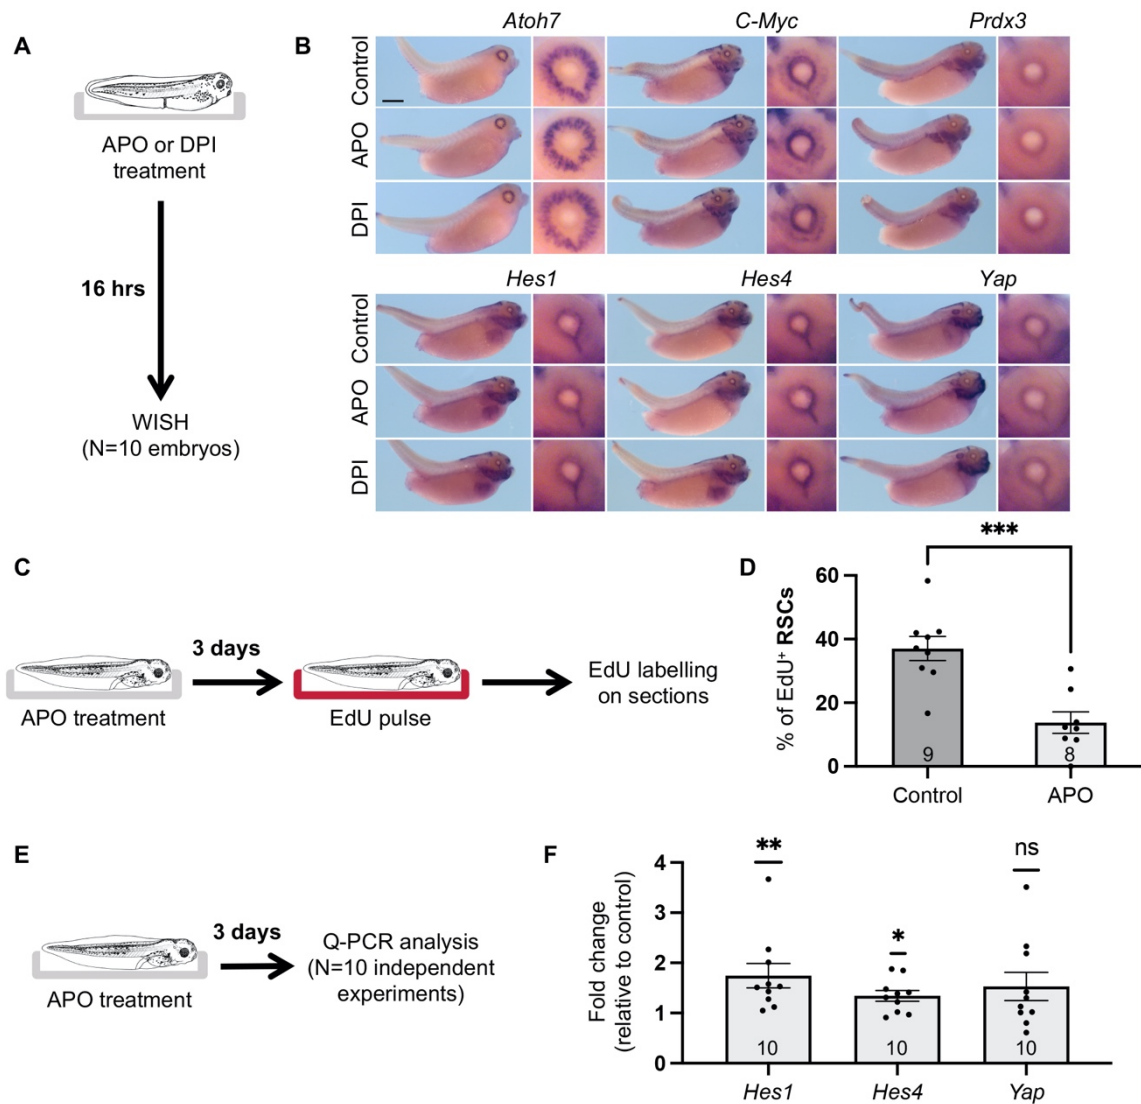 A
APO or DPI
treatment
16 hrs
WISH
(N=10 embryos)
B
Atoh7 C-Myc Prdx3
Control
APO
DPI
Hes1 Hes4 Yap
Control
APO
DPI
C
APO treatment
3 days
EdU pulse
EdU labelling
on sections
D
% of EdU⁺ RSCs
60
40
20
0
***
9
8
Control APO
E
APO treatment
3 days
Q-PCR analysis
(N=10 independent
experiments)
F
Fold change
(relative to control)
4
3
2
1
0
** * ns
10 10 10
Hes1 Hes4 Yap